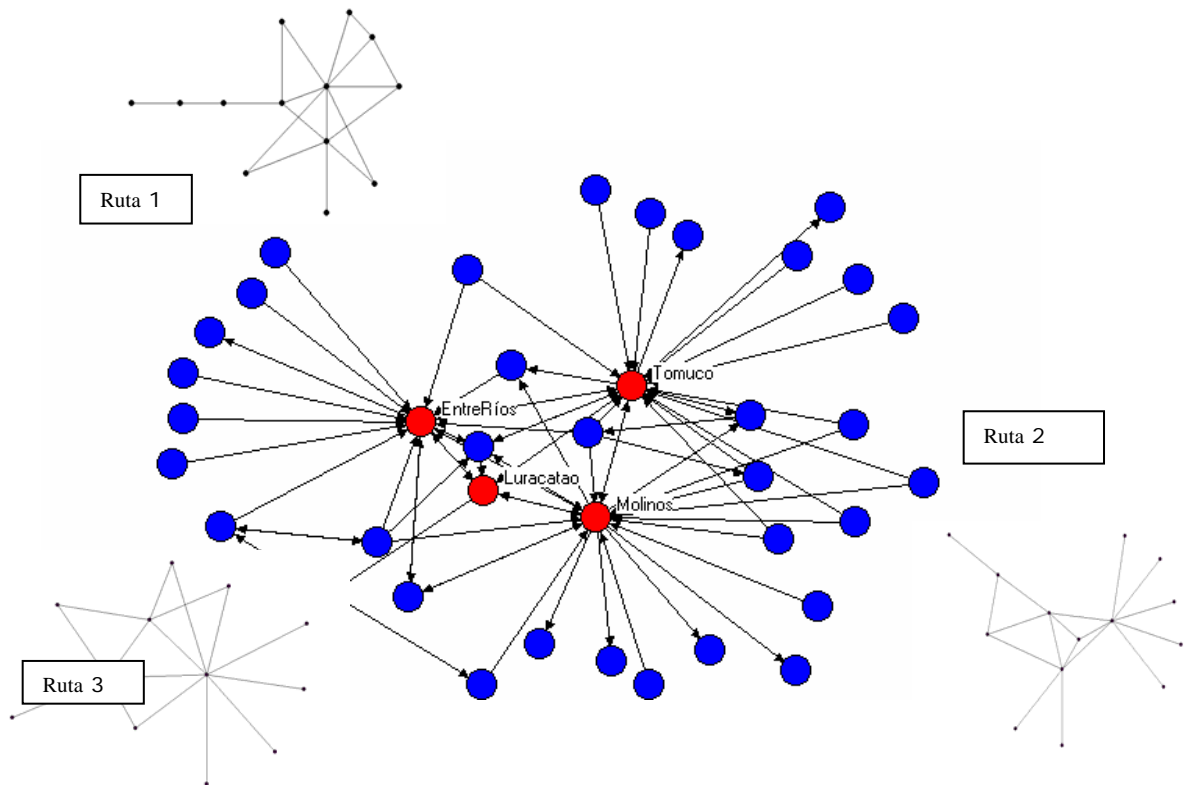 Ruta 1
Tomuco
EntreRíos
Ruta 2
Luracatao
Molinos
Ruta 3